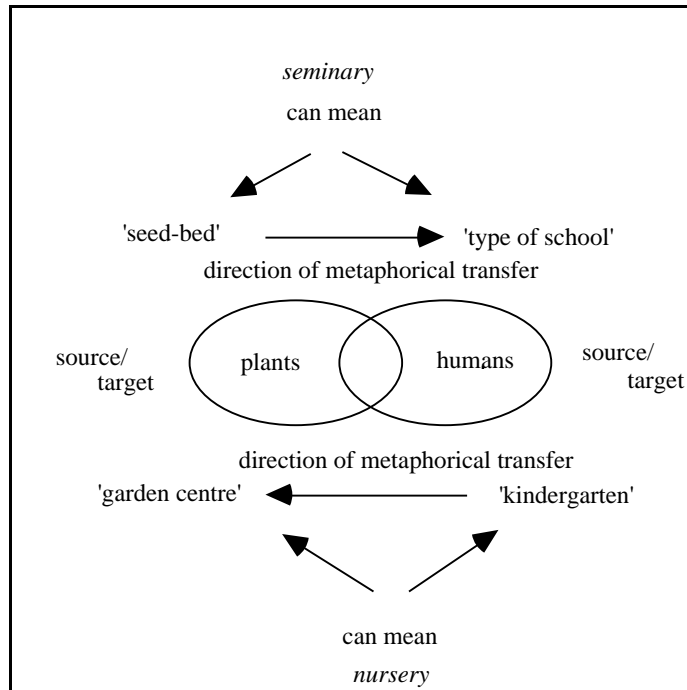 seminary
can mean
'seed-bed'
'type of school'
direction of metaphorical transfer
source/
target
plants
humans
source/
target
direction of metaphorical transfer
'garden centre'
'kindergarten'
can mean
nursery